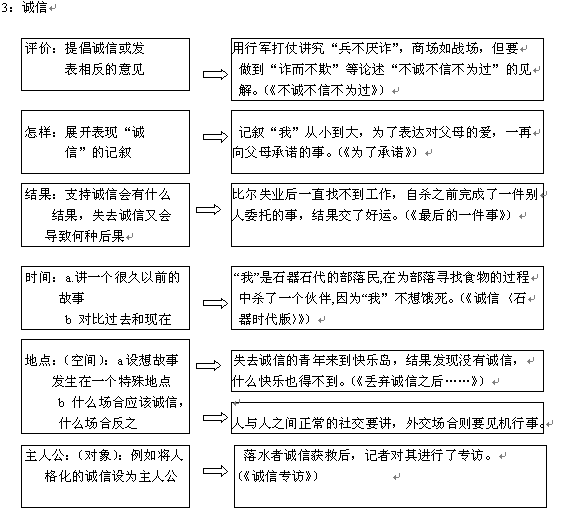 3：诚信
评价：提倡诚信或发
表相反的意见
用行军打仗讲究“兵不厌诈”，商场如战场，但要
做到“诈而不欺”等论述“不诚不信不为过”的见
解。（《不诚不信不为过》）
怎样：展开表现“诚
信”的记叙
记叙“我”从小到大，为了表达对父母的爱，一再
向父母承诺的事。（《为了承诺》）
结果：支持诚信会有什么
结果，失去诚信又会
导致何种后果
比尔失业后一直找不到工作，自杀之前完成了一件别
人委托的事，结果交了好运。（《最后的一件事》）
时间：a.讲一个很久以前的
故事
b 对比过去和现在
“我”是石器石代的部落民,在为部落寻找食物的过程
中杀了一个伙伴,因为“我”不想饿死。（《诚信〈石
器时代版〉》）
地点：（空间）：a 设想故事
发生在一个特殊地点
b 什么场合应该诚信，
什么场合反之
失去诚信的青年来到快乐岛，结果发现没有诚信，
什么快乐也得不到。（《丢弃诚信之后……》）
人与人之间正常的社交要讲，外交场合则要见机行事。
主人公：（对象）：例如将人
格化的诚信设为主人公
落水者诚信获救后，记者对其进行了专访。
（《诚信专访》）